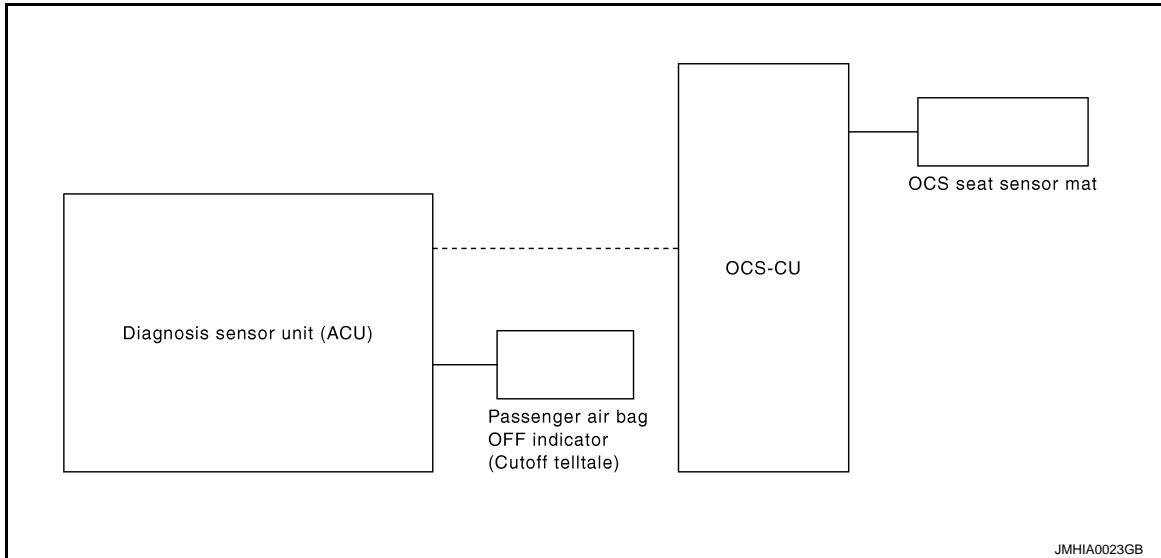 OCS seat sensor mat
OCS-CU
Diagnosis sensor unit (ACU)
Passenger air bag
OFF indicator
(Cutoff telltale)
JMHIA0023GB